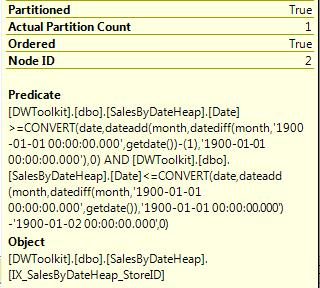 Partitioned True
Actual Partition Count 1
Ordered True
Node ID 2
Predicate
[DWToolkit].[dbo].[SalesByDateHeap].[Date]
>=CONVERT(date,dateadd(month,datediff(month,'1900
-01-01 00:00:00.000',getdate())-(1),'1900-01-01
00:00:00.000'),0) AND [DWToolkit].[dbo].
[SalesByDateHeap].[Date]<=CONVERT(date,dateadd
(month,datediff(month,'1900-01-01
00:00:00.000',getdate()),'1900-01-01 00:00:00.000')
-'1900-01-02 00:00:00.000',0)
Object
[DWToolkit].[dbo].[SalesByDateHeap].
[IX_SalesByDateHeap_StoreID]